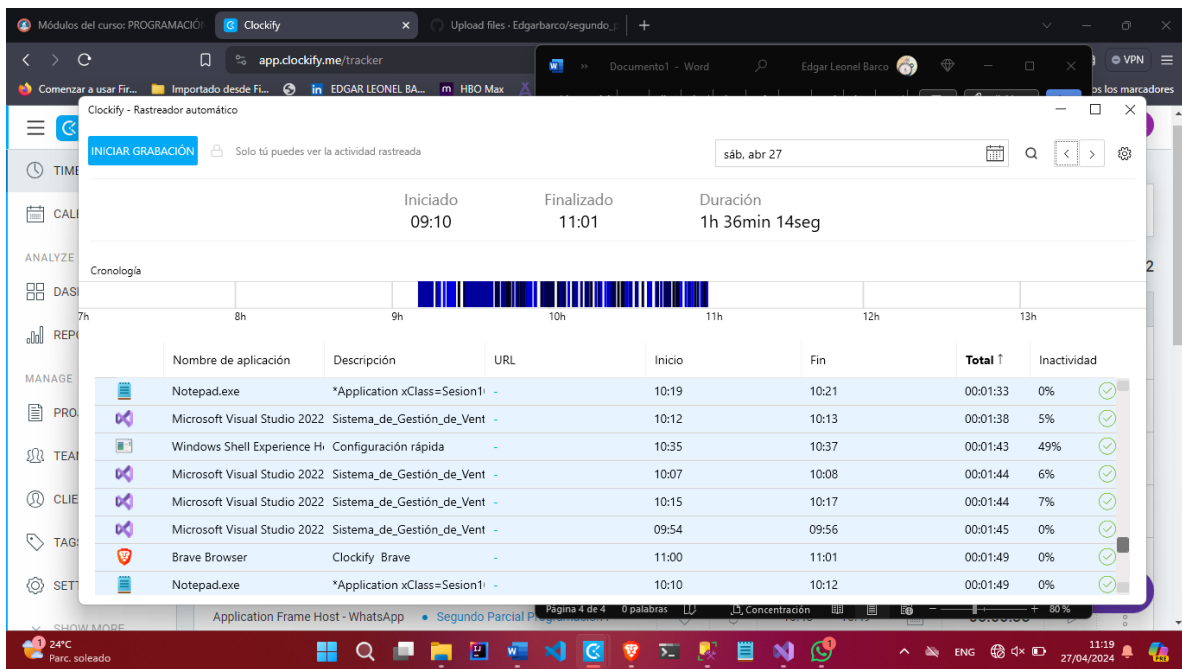 Módulos del curso: PROGRAMACIÓN
Clockify
Upload files · Edgarbarco/segundo_p
app.clockify.me/tracker
VPN
Comenzar a usar Fir...
Importado desde Fi...
EDGAR LEONEL BA...
HBO Max
os los marcadores
Documento1 - Word
Edgar Leonel Barco
Clockify - Rastreador automático
INICIAR GRABACIÓN
Solo tú puedes ver la actividad rastreada
sáb, abr 27
Iniciado Finalizado Duración
09:10 11:01 1h 36min 14seg
Cronología
7h 8h 9h 10h 11h 12h 13h
Nombre de aplicación Descripción URL Inicio Fin Total ↑ Inactividad
Notepad.exe *Application xClass=Sesion1 - 10:19 10:21 00:01:33 0%
Microsoft Visual Studio 2022 Sistema_de_Gestión_de_Vent - 10:12 10:13 00:01:38 5%
Windows Shell Experience H Configuración rápida - 10:35 10:37 00:01:43 49%
Microsoft Visual Studio 2022 Sistema_de_Gestión_de_Vent - 10:07 10:08 00:01:44 6%
Microsoft Visual Studio 2022 Sistema_de_Gestión_de_Vent - 10:15 10:17 00:01:44 7%
Microsoft Visual Studio 2022 Sistema_de_Gestión_de_Vent - 09:54 09:56 00:01:45 0%
Brave Browser Clockify Brave - 11:00 11:01 00:01:49 0%
Notepad.exe *Application xClass=Sesion1 - 10:10 10:12 00:01:49 0%
TIME
CALE
ANALYZE
DASI
REPO
MANAGE
PRO.
TEAM
CLIE
TAGS
SETT
SHOW MORE
2
Application Frame Host - WhatsApp • Segundo Parcial P
Página 4 de 4 0 palabras Concentración 80 %
24°C
Parc. soleado
1
ENG
11:19
27/04/2024